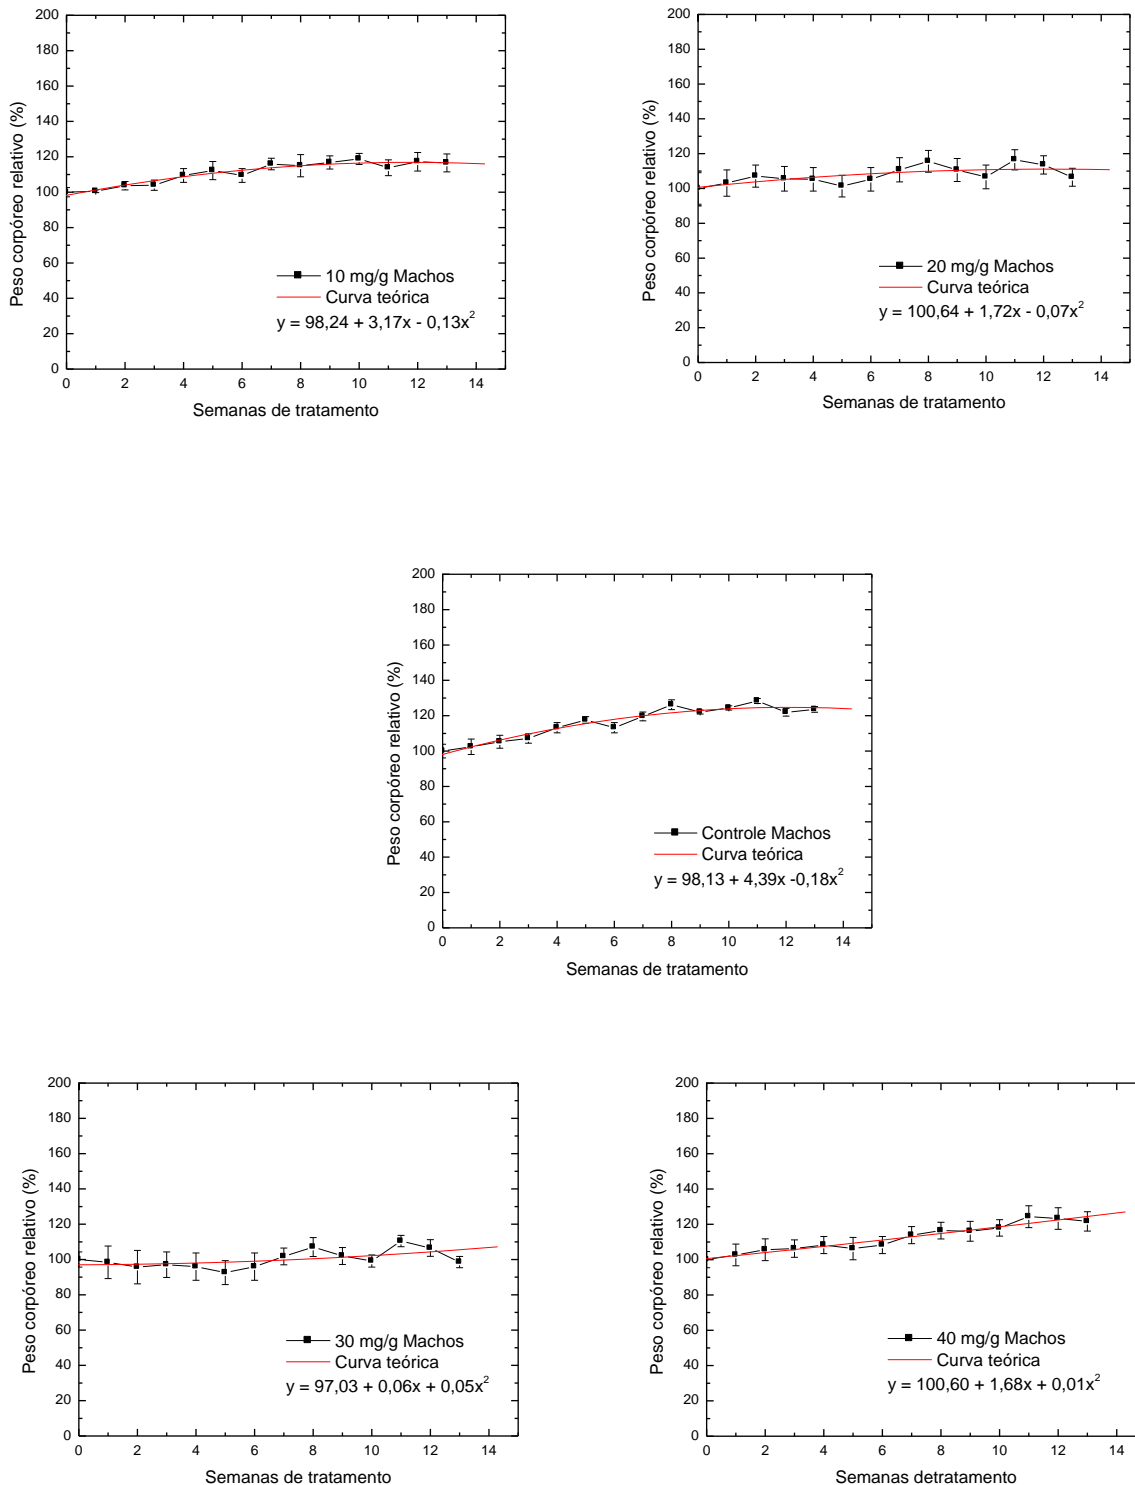 200
180
160
140
120
100
80
60
40
20
0
Peso corpóreo relativo (%)
10 mg/g Machos
Curva teórica
y = 98,24 + 3,17x - 0,13x²
0 2 4 6 8 10 12 14
Semanas de tratamento
200
180
160
140
120
100
80
60
40
20
0
Peso corpóreo relativo (%)
20 mg/g Machos
Curva teórica
y = 100,64 + 1,72x - 0,07x²
0 2 4 6 8 10 12 14
Semanas de tratamento
200
180
160
140
120
100
80
60
40
20
0
Peso corpóreo relativo (%)
Controle Machos
Curva teórica
y = 98,13 + 4,39x -0,18x²
0 2 4 6 8 10 12 14
Semanas de tratamento
200
180
160
140
120
100
80
60
40
20
0
Peso corpóreo relativo (%)
30 mg/g Machos
Curva teórica
y = 97,03 + 0,06x + 0,05x²
0 2 4 6 8 10 12 14
Semanas de tratamento
200
180
160
140
120
100
80
60
40
20
0
Peso corpóreo relativo (%)
40 mg/g Machos
Curva teórica
y = 100,60 + 1,68x + 0,01x²
0 2 4 6 8 10 12 14
Semanas detratamento